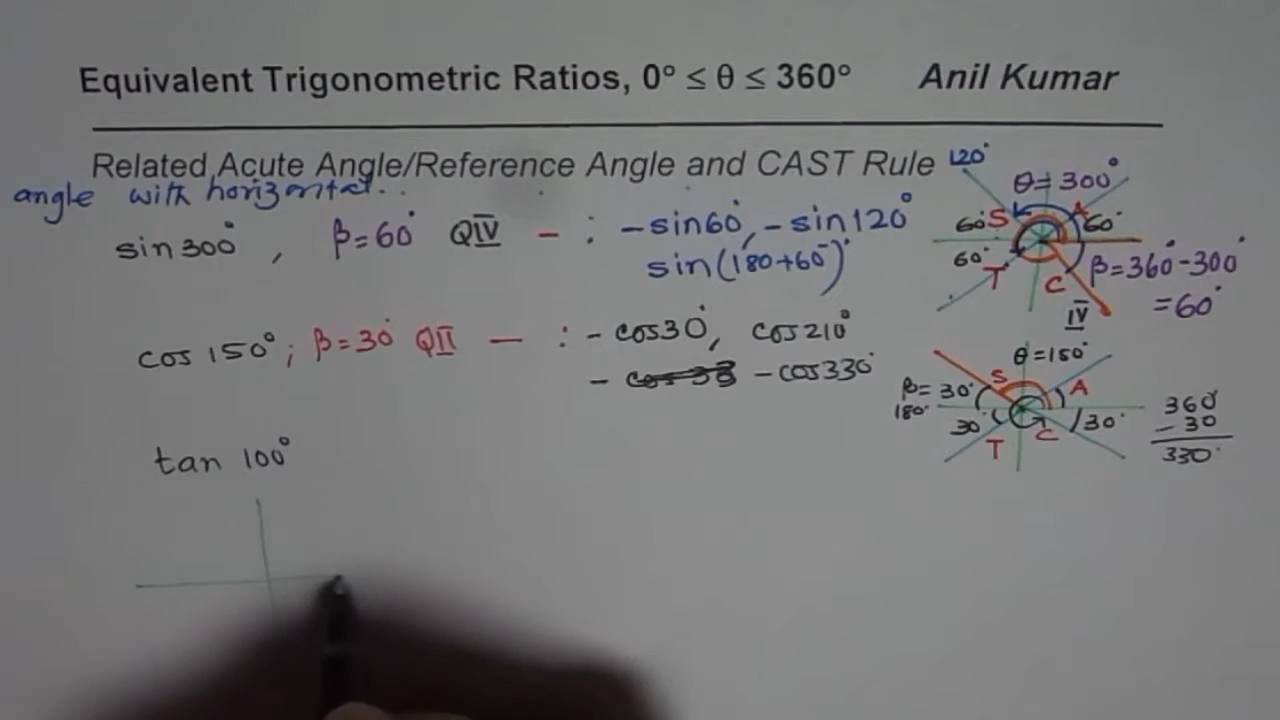 Equivalent Trigonometric Ratios, 0° ≤ θ ≤ 360° Anil Kumar
Related Acute Angle/Reference Angle and CAST Rule
angle with horizontal..
sin 300° , β = 60° QIV - : - sin60°, - sin120°
sin(180+60°)
120°
θ = 300°
60° S A 60°
60° T C β = 360° - 300°
IV = 60°
cos 150° ; β = 30° QII - : - cos30°, cos210°
- cos 30 - cos330°
θ = 150°
β = 30° S A
180°
30° T C 30°
360°
- 30
330°
tan 100°